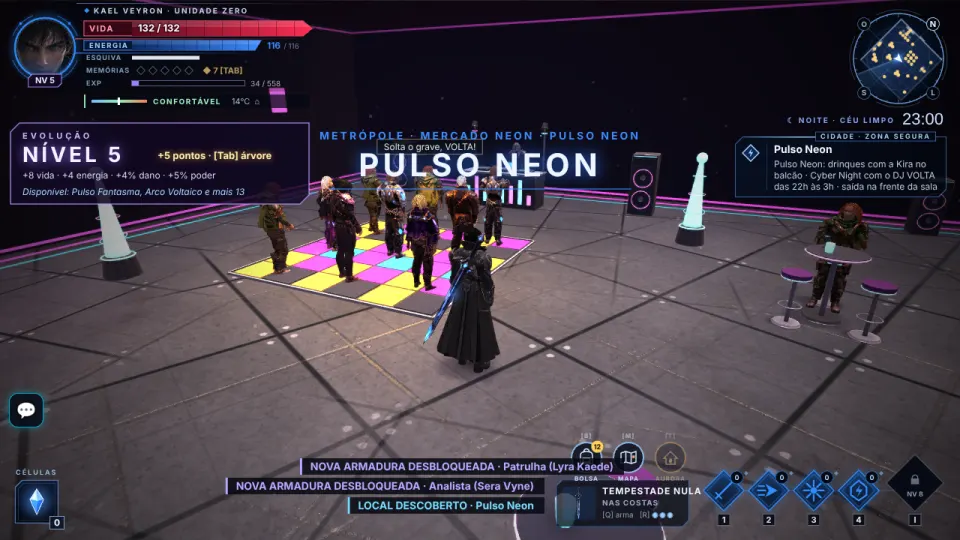 KAEL VEYRON · UNIDADE ZERO
VIDA 132 / 132
ENERGIA 116 / 116
ESQUIVA
MEMÓRIAS 7 [TAB]
NV 5
EXP 34 / 558
CONFORTÁVEL 14°C
EVOLUÇÃO
NÍVEL 5 +5 pontos · [Tab] árvore
+8 vida · +4 energia · +4% dano · +5% poder
Disponível: Pulso Fantasma, Arco Voltaico e mais 13
METRÓPOLE · MERCADO NEON · PULSO NEON
Solta o grave, VOLTA!
PULSO NEON
O
N
S
L
NOITE · CÉU LIMPO 23:00
CIDADE · ZONA SEGURA
Pulso Neon
Pulso Neon: drinques com a Kira no
balcão · Cyber Night com o DJ VOLTA
das 22h às 3h · saída na frente da sala
CÉLULAS
0
NOVA ARMADURA DESBLOQUEADA · Patrulha (Lyra Kaede)
NOVA ARMADURA DESBLOQUEADA · Analista (Sera Vyne)
LOCAL DESCOBERTO · Pulso Neon
[M]
12
BOLSA MAPA
TEMPESTADE NULA
NAS COSTAS
[Q] arma [R]
0 0 0 0
NV 8
1 2 3 4 I